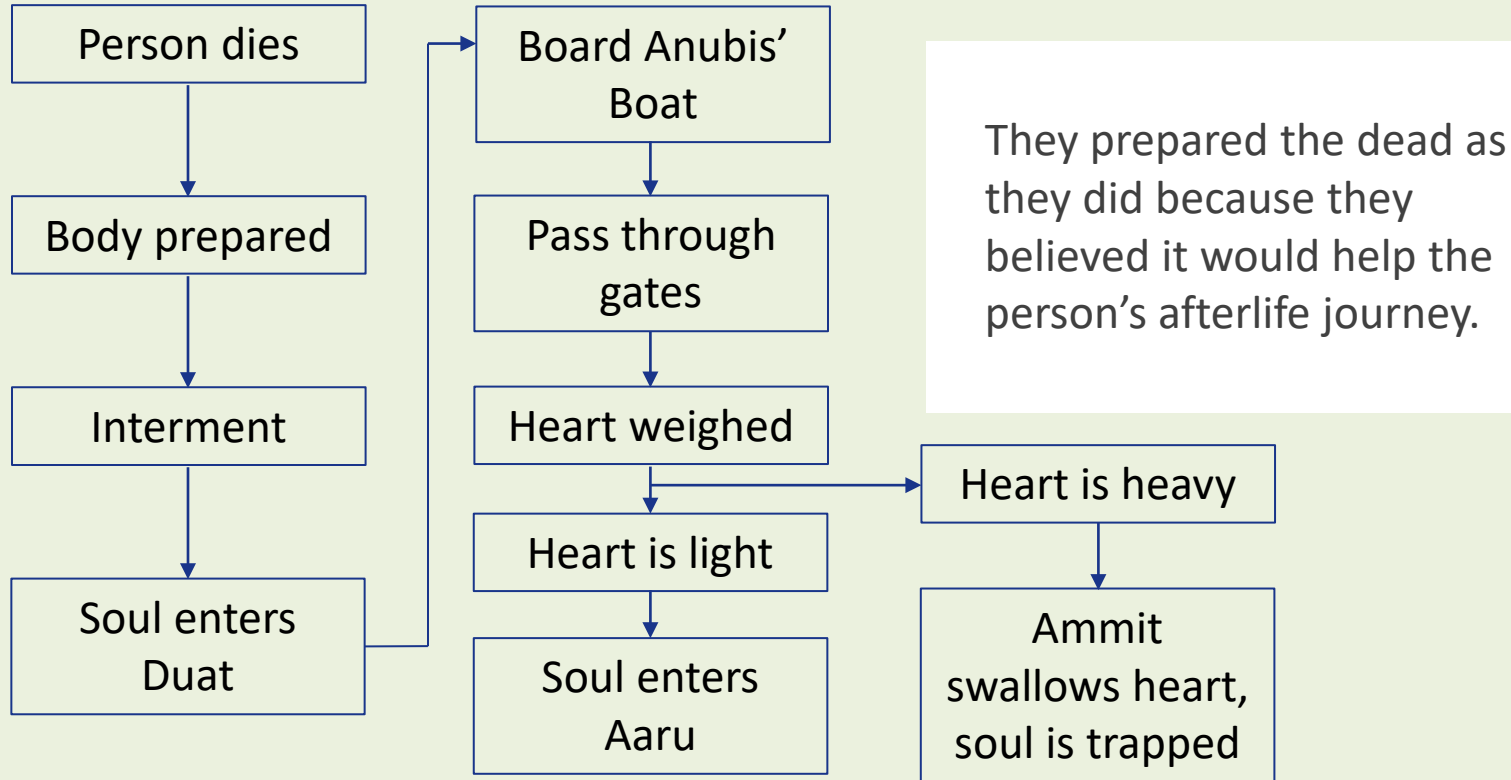 Person dies
Body prepared
Interment
Soul enters
Duat
Board Anubis’
Boat
Pass through
gates
Heart weighed
Heart is light
Soul enters
Aaru
Heart is heavy
Ammit
swallows heart,
soul is trapped
They prepared the dead as
they did because they
believed it would help the
person’s afterlife journey.